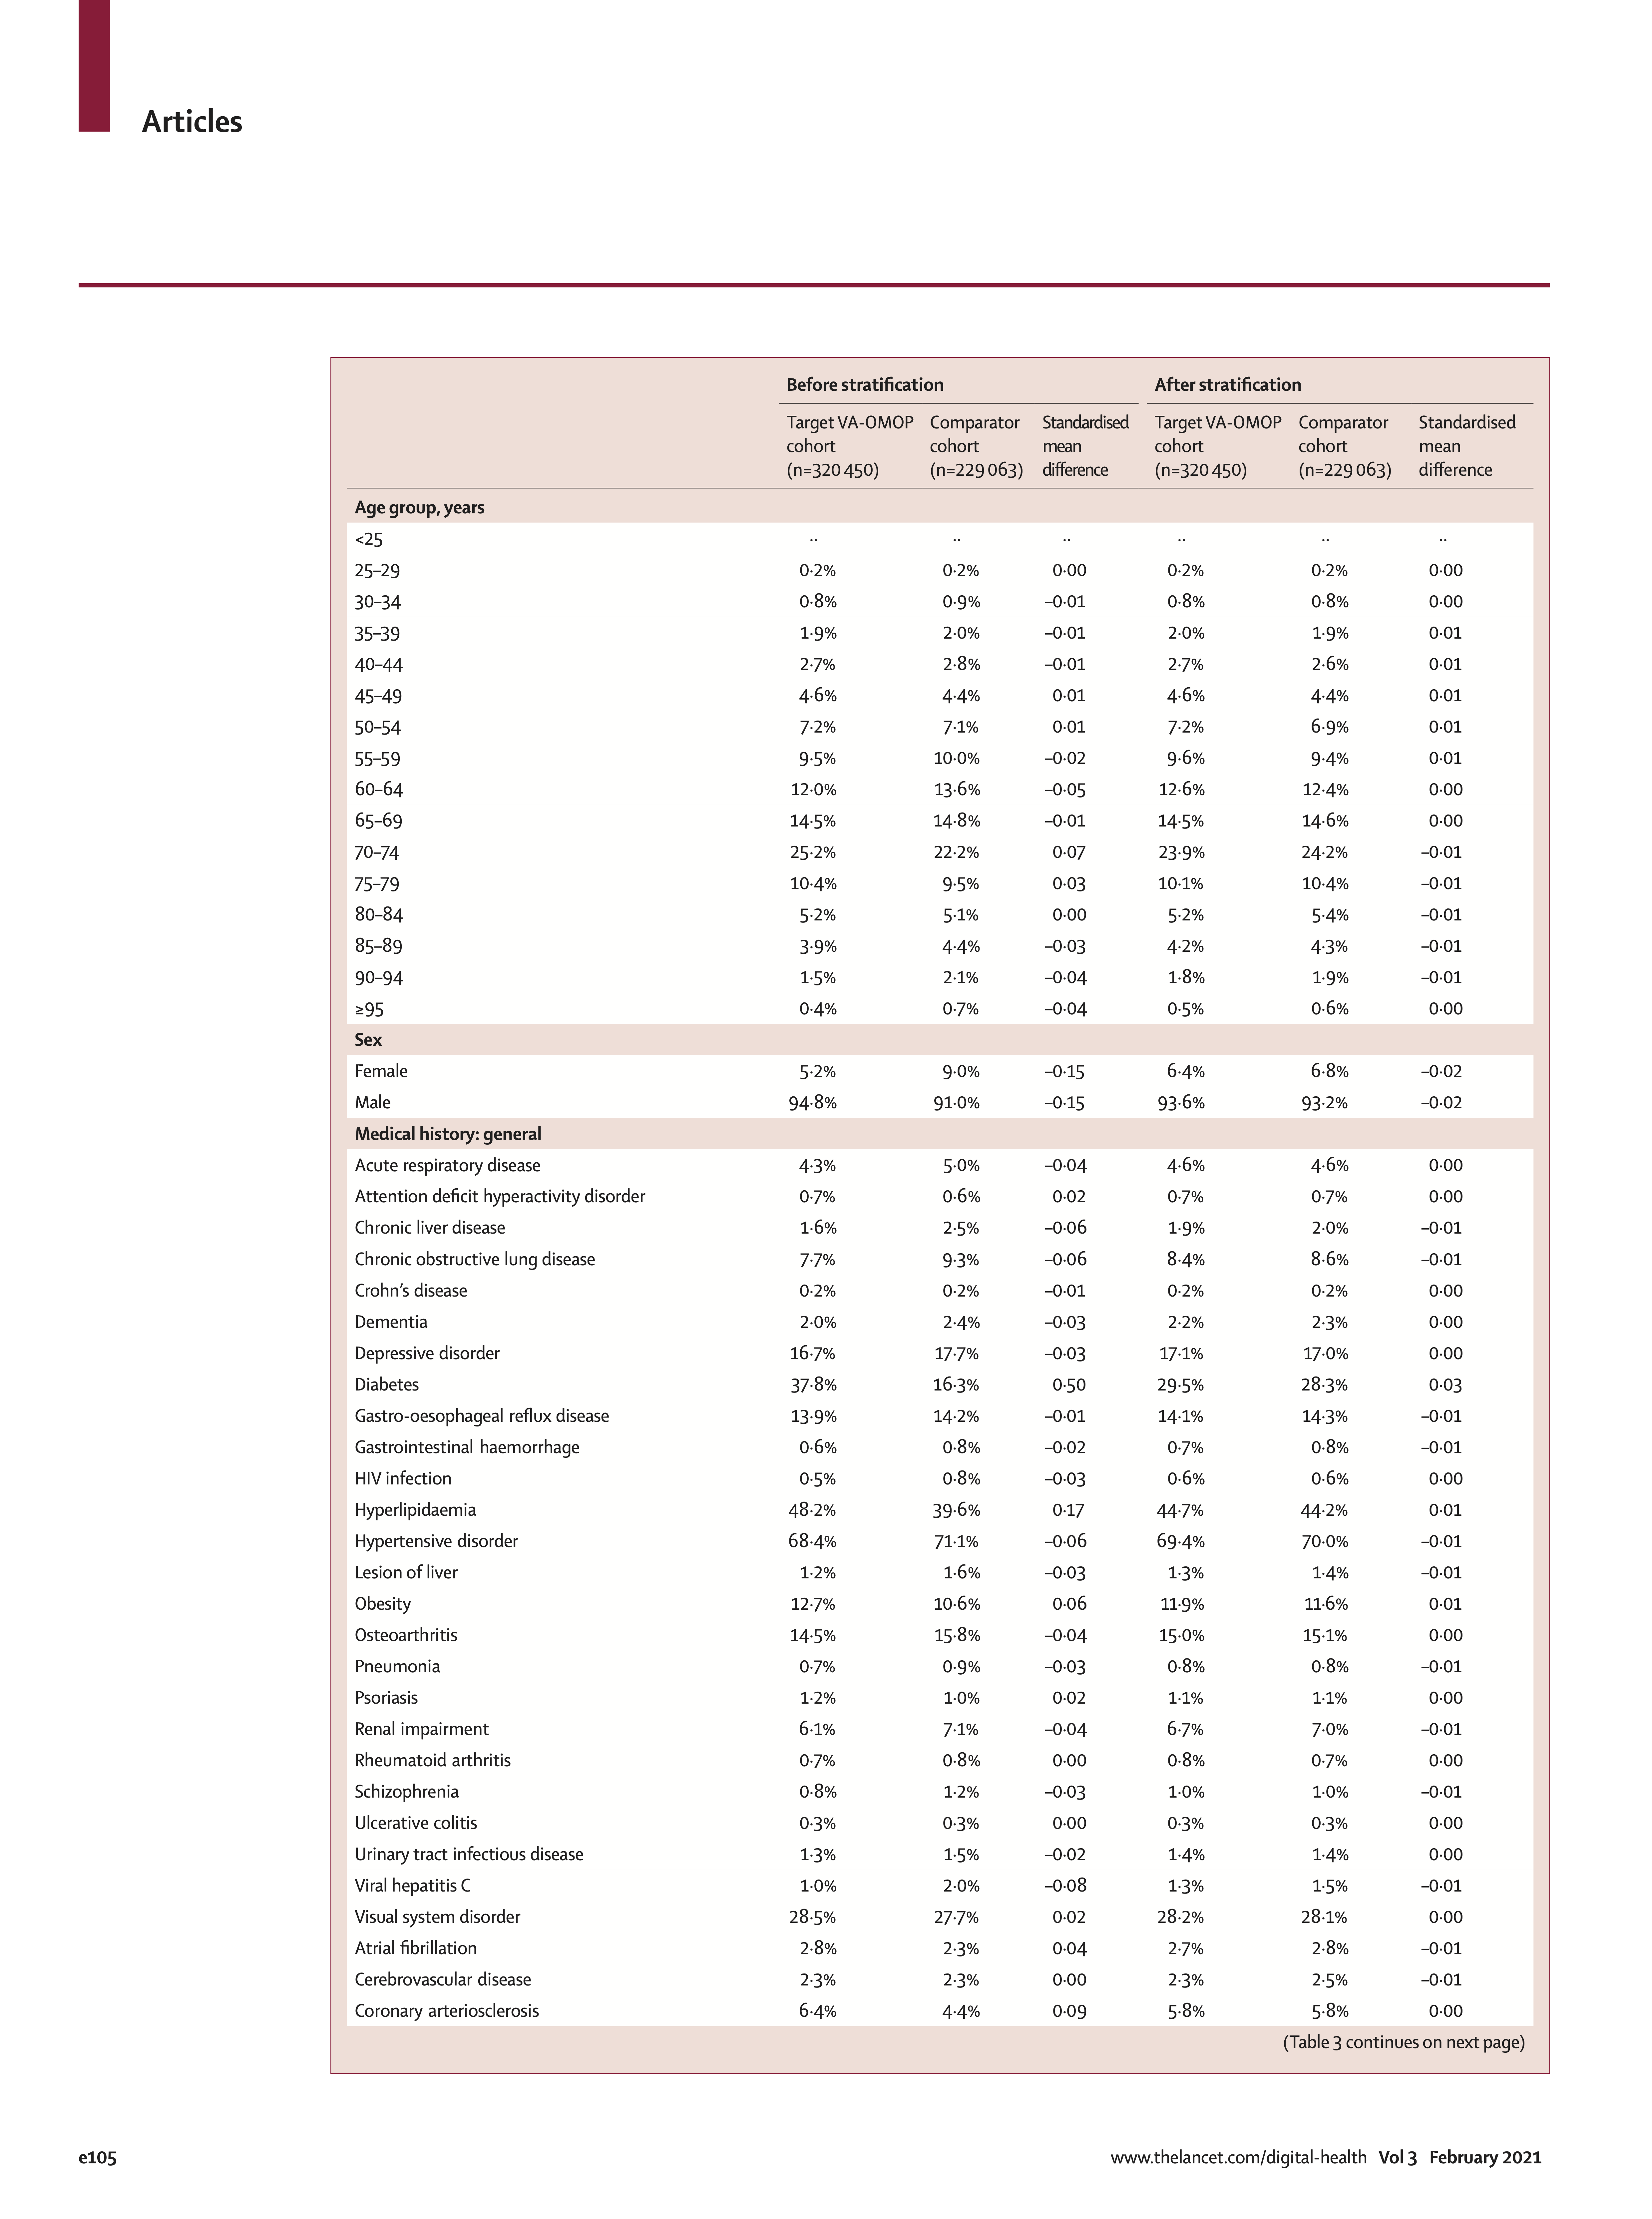 Articles
Before stratification After stratification
Target VA-OMOP cohort (n=320 450) Comparator cohort (n=229 063) Standardised mean difference Target VA-OMOP cohort (n=320 450) Comparator cohort (n=229 063) Standardised mean difference
Age group, years
<25 ·· ·· ·· ·· ·· ··
25–29 0·2% 0·2% 0·00 0·2% 0·2% 0·00
30–34 0·8% 0·9% –0·01 0·8% 0·8% 0·00
35–39 1·9% 2·0% –0·01 2·0% 1·9% 0·01
40–44 2·7% 2·8% –0·01 2·7% 2·6% 0·01
45–49 4·6% 4·4% 0·01 4·6% 4·4% 0·01
50–54 7·2% 7·1% 0·01 7·2% 6·9% 0·01
55–59 9·5% 10·0% –0·02 9·6% 9·4% 0·01
60–64 12·0% 13·6% –0·05 12·6% 12·4% 0·00
65–69 14·5% 14·8% –0·01 14·5% 14·6% 0·00
70–74 25·2% 22·2% 0·07 23·9% 24·2% –0·01
75–79 10·4% 9·5% 0·03 10·1% 10·4% –0·01
80–84 5·2% 5·1% 0·00 5·2% 5·4% –0·01
85–89 3·9% 4·4% –0·03 4·2% 4·3% –0·01
90–94 1·5% 2·1% –0·04 1·8% 1·9% –0·01
≥95 0·4% 0·7% –0·04 0·5% 0·6% 0·00
Sex
Female 5·2% 9·0% –0·15 6·4% 6·8% –0·02
Male 94·8% 91·0% –0·15 93·6% 93·2% –0·02
Medical history: general
Acute respiratory disease 4·3% 5·0% –0·04 4·6% 4·6% 0·00
Attention deficit hyperactivity disorder 0·7% 0·6% 0·02 0·7% 0·7% 0·00
Chronic liver disease 1·6% 2·5% –0·06 1·9% 2·0% –0·01
Chronic obstructive lung disease 7·7% 9·3% –0·06 8·4% 8·6% –0·01
Crohn's disease 0·2% 0·2% –0·01 0·2% 0·2% 0·00
Dementia 2·0% 2·4% –0·03 2·2% 2·3% 0·00
Depressive disorder 16·7% 17·7% –0·03 17·1% 17·0% 0·00
Diabetes 37·8% 16·3% 0·50 29·5% 28·3% 0·03
Gastro-oesophageal reflux disease 13·9% 14·2% –0·01 14·1% 14·3% –0·01
Gastrointestinal haemorrhage 0·6% 0·8% –0·02 0·7% 0·8% –0·01
HIV infection 0·5% 0·8% –0·03 0·6% 0·6% 0·00
Hyperlipidaemia 48·2% 39·6% 0·17 44·7% 44·2% 0·01
Hypertensive disorder 68·4% 71·1% –0·06 69·4% 70·0% –0·01
Lesion of liver 1·2% 1·6% –0·03 1·3% 1·4% –0·01
Obesity 12·7% 10·6% 0·06 11·9% 11·6% 0·01
Osteoarthritis 14·5% 15·8% –0·04 15·0% 15·1% 0·00
Pneumonia 0·7% 0·9% –0·03 0·8% 0·8% –0·01
Psoriasis 1·2% 1·0% 0·02 1·1% 1·1% 0·00
Renal impairment 6·1% 7·1% –0·04 6·7% 7·0% –0·01
Rheumatoid arthritis 0·7% 0·8% 0·00 0·8% 0·7% 0·00
Schizophrenia 0·8% 1·2% –0·03 1·0% 1·0% –0·01
Ulcerative colitis 0·3% 0·3% 0·00 0·3% 0·3% 0·00
Urinary tract infectious disease 1·3% 1·5% –0·02 1·4% 1·4% 0·00
Viral hepatitis C 1·0% 2·0% –0·08 1·3% 1·5% –0·01
Visual system disorder 28·5% 27·7% 0·02 28·2% 28·1% 0·00
Atrial fibrillation 2·8% 2·3% 0·04 2·7% 2·8% –0·01
Cerebrovascular disease 2·3% 2·3% 0·00 2·3% 2·5% –0·01
Coronary arteriosclerosis 6·4% 4·4% 0·09 5·8% 5·8% 0·00
(Table 3 continues on next page)
e105 www.thelancet.com/digital-health Vol 3 February 2021